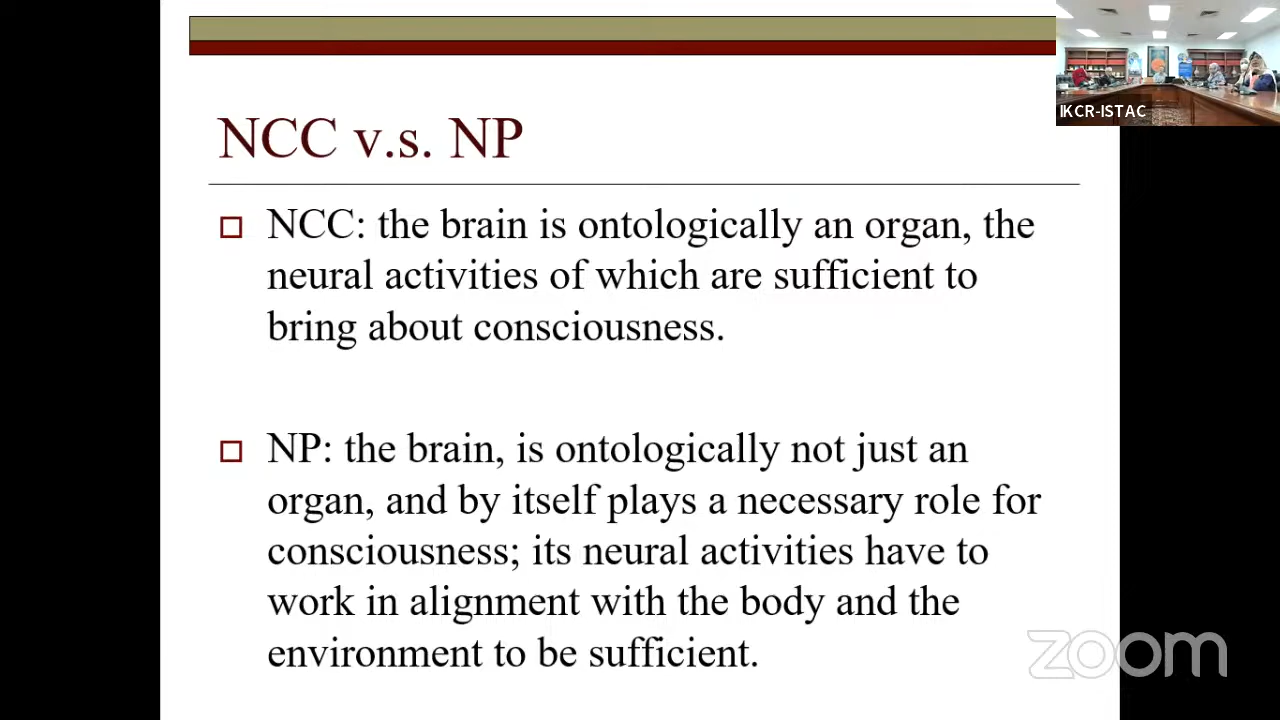 IKCR-ISTAC
NCC v.s. NP
NCC: the brain is ontologically an organ, the
neural activities of which are sufficient to
bring about consciousness.
NP: the brain, is ontologically not just an
organ, and by itself plays a necessary role for
consciousness; its neural activities have to
work in alignment with the body and the
environment to be sufficient.
zoom